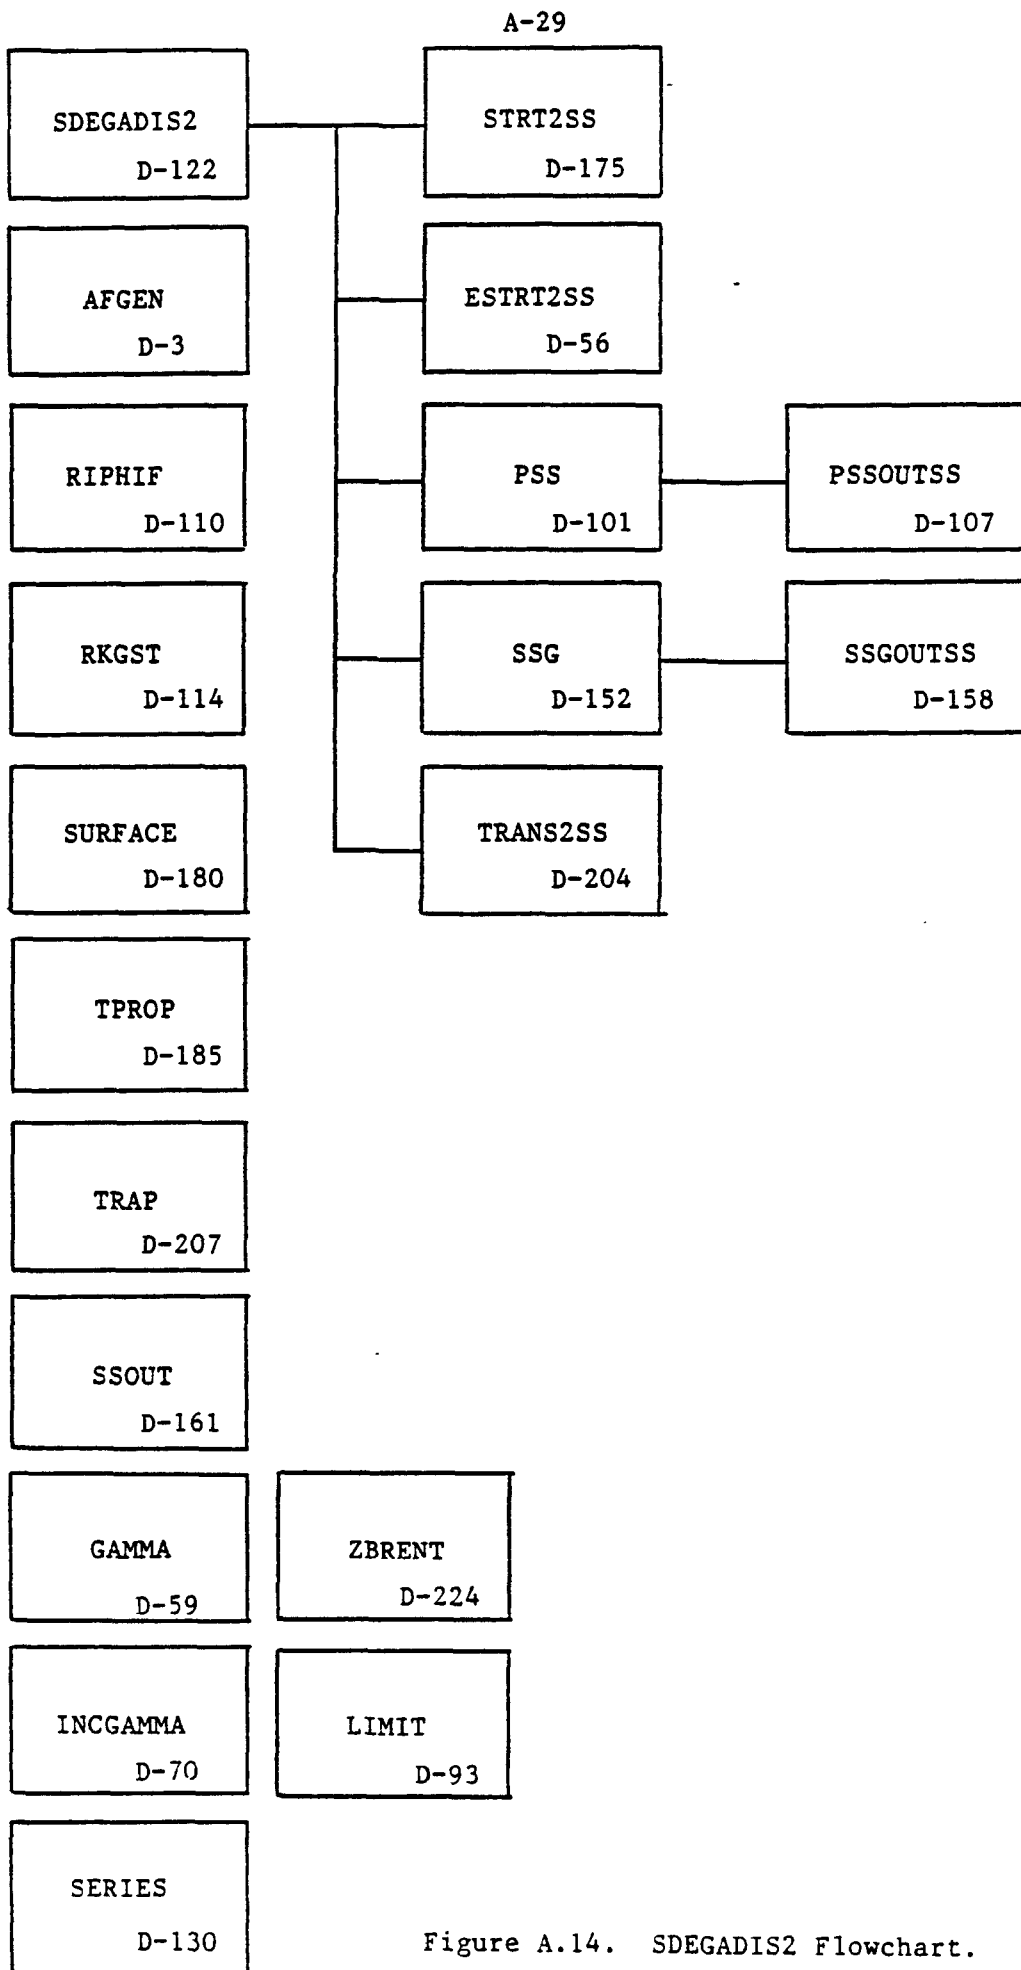 A-29
SDEGADIS2
D-122
STRT2SS
D-175
AFGEN
D-3
ESTRT2SS
D-56
RIPHIF
D-110
PSS
D-101
PSSOUTSS
D-107
RKGST
D-114
SSG
D-152
SSGOUTSS
D-158
SURFACE
D-180
TRANS2SS
D-204
TPROP
D-185
TRAP
D-207
SSOUT
D-161
GAMMA
D-59
ZBRENT
D-224
INCGAMMA
D-70
LIMIT
D-93
SERIES
D-130
Figure A.14. SDEGADIS2 Flowchart.